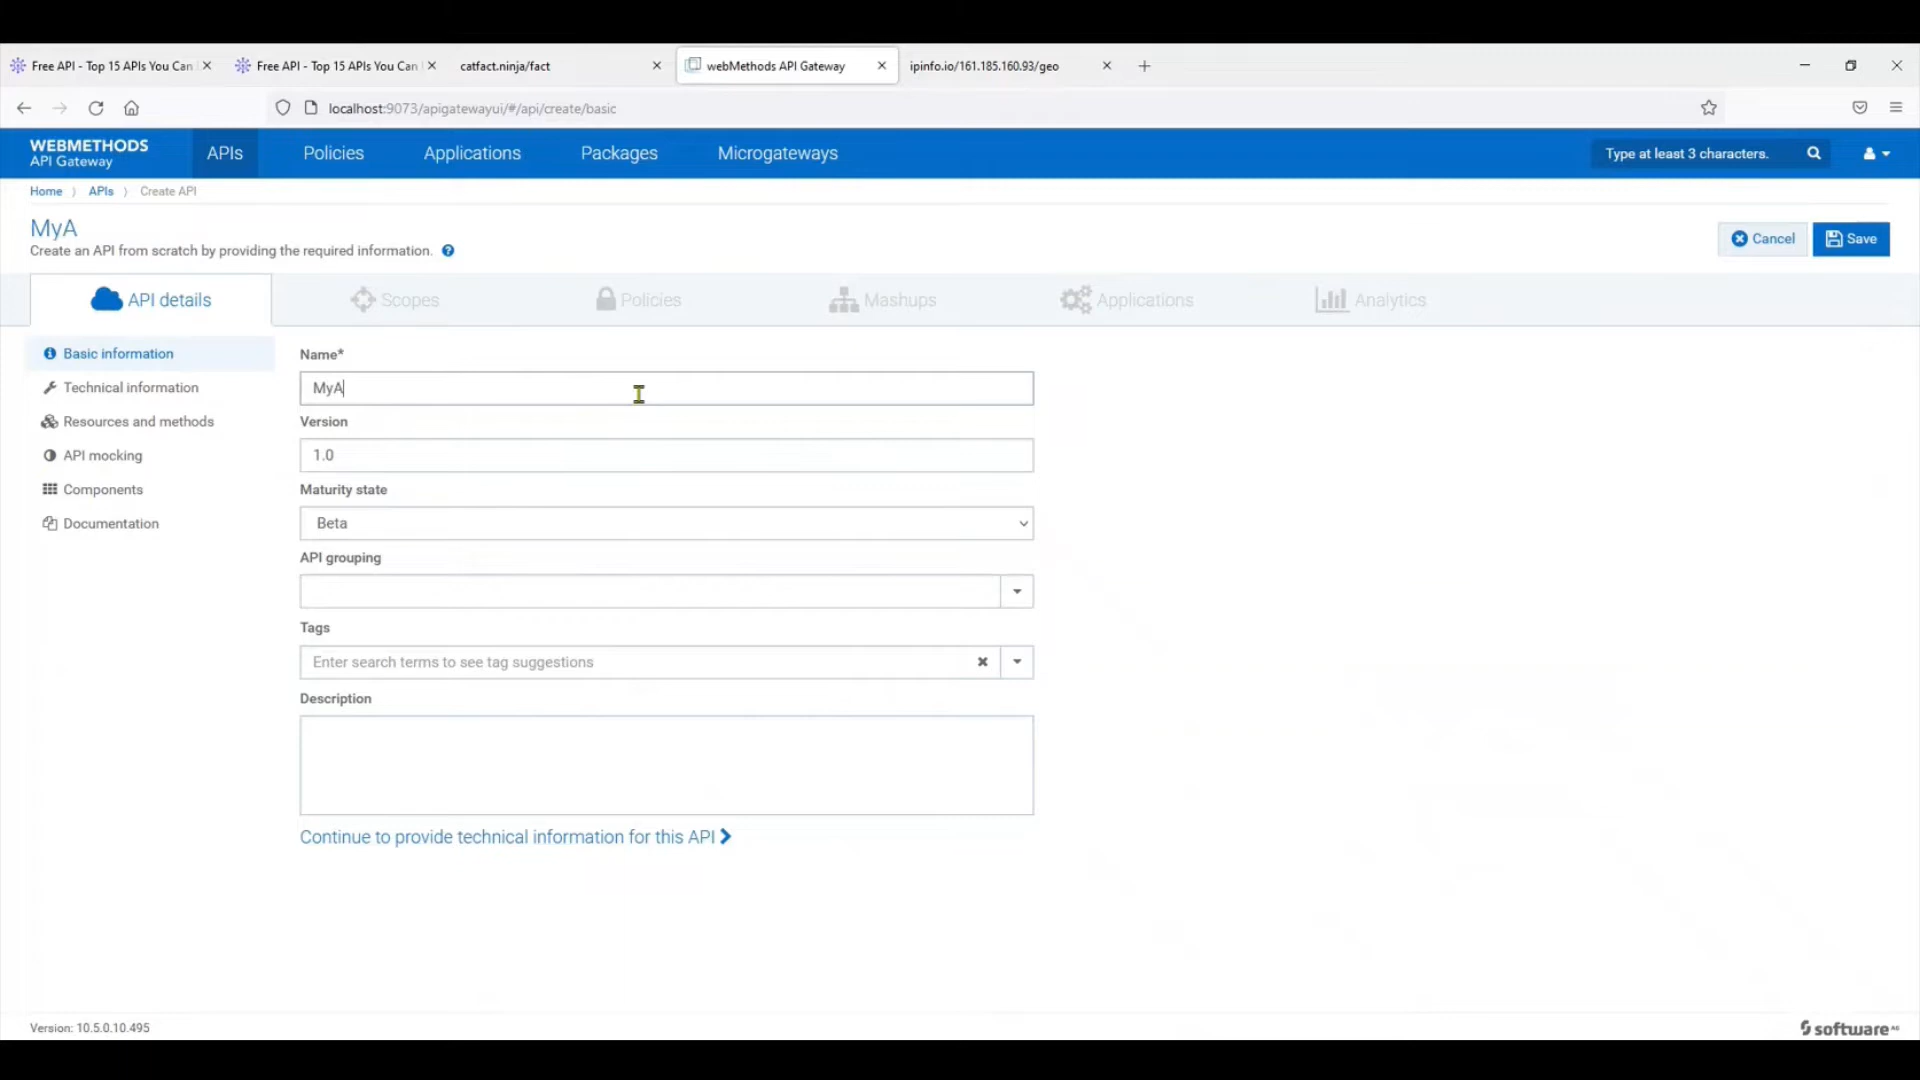 Free API - Top 15 APIs You Can
Free API - Top 15 APIs You Can
catfact.ninja/fact
webMethods API Gateway
ipinfo.io/161.185.160.93/geo
localhost:9073/apigatewayui/#/api/create/basic
WEBMETHODS
API Gateway
APIs
Policies
Applications
Packages
Microgateways
Type at least 3 characters.
Home
APIs
Create API
MyA
Create an API from scratch by providing the required information.
Cancel
Save
API details
Scopes
Policies
Mashups
Applications
Analytics
Basic information
Technical information
Resources and methods
API mocking
Components
Documentation
Name*
MyA
Version
1.0
Maturity state
Beta
API grouping
Tags
Enter search terms to see tag suggestions
Description
Continue to provide technical information for this API
Version: 10.5.0.10.495
software AG